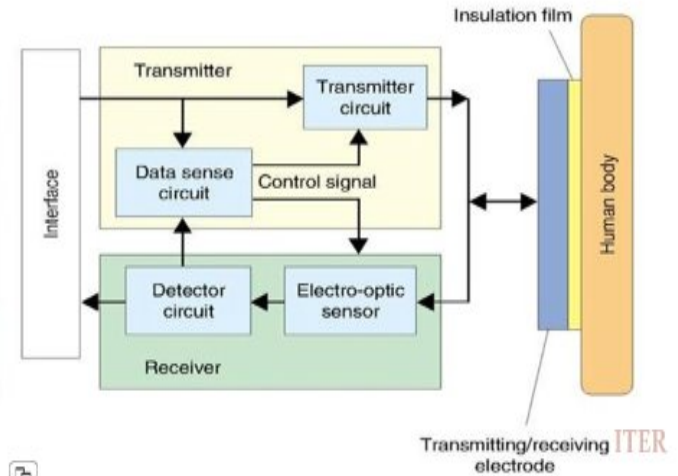 Insulation film
Transmitter
Transmitter
circuit
Data sense
circuit
Control signal
Interface
Human body
Detector
circuit
Electro-optic
sensor
Receiver
Transmitting/receiving
electrode
ITER